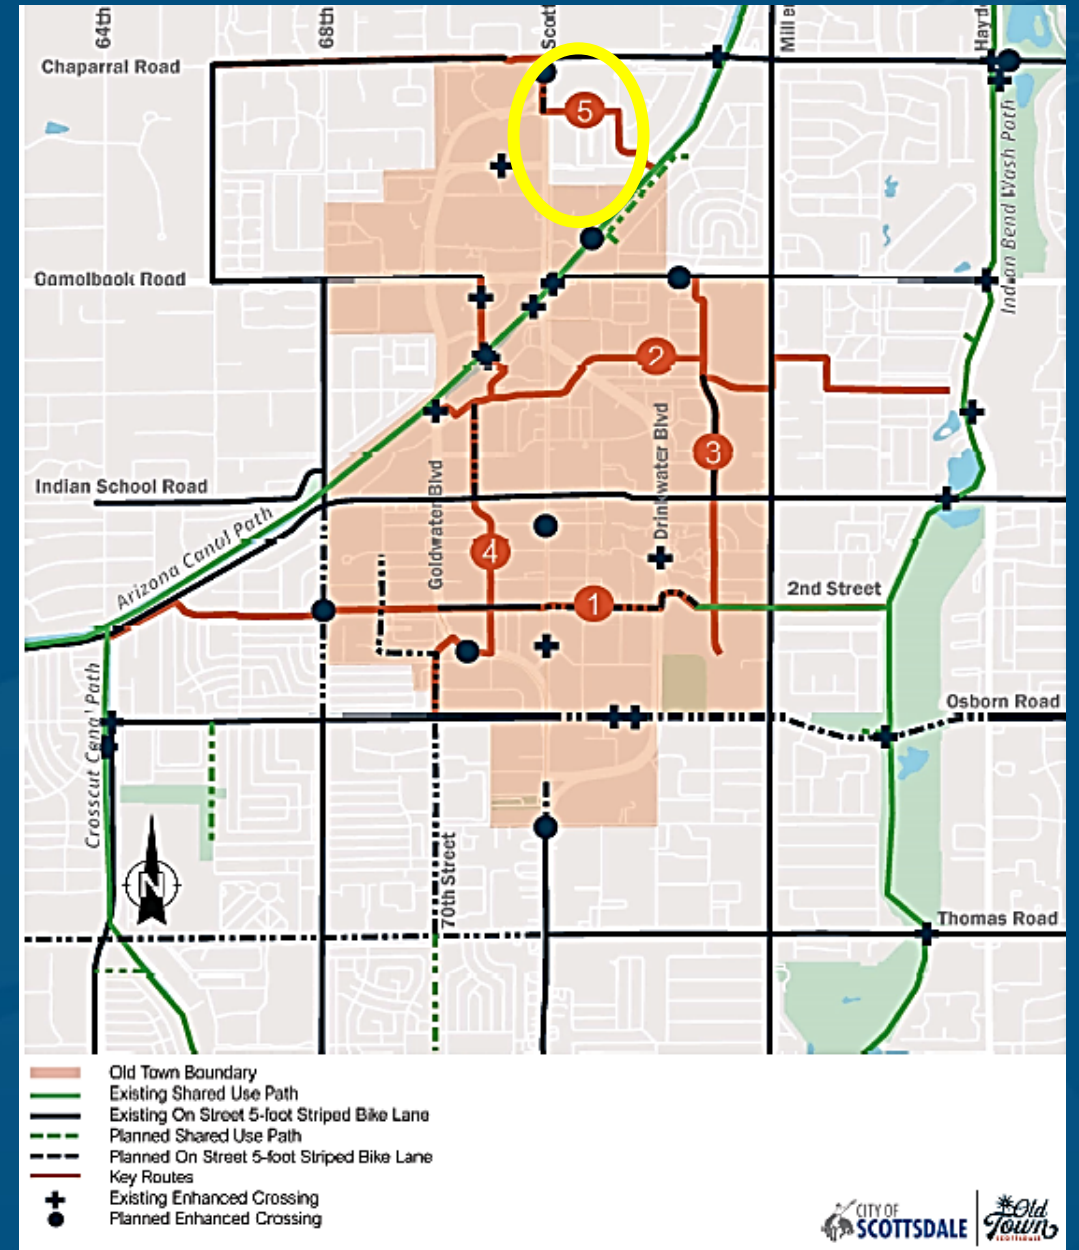 64th
68th
Scott
Mill e
Hayd
Chaparral Road
5
Indian Bend Wash Path
Camelback Road
2
Drinkwater Blvd
3
Goldwater Blvd
Indian School Road
Arizona Canal Path
4
2nd Street
1
Crosscut Canal Path
Osborn Road
70th Street
N
Thomas Road
Old Town Boundary
Existing Shared Use Path
Existing On Street 5-foot Striped Bike Lane
Planned Shared Use Path
Planned On Street 5-foot Striped Bike Lane
Key Routes
Existing Enhanced Crossing
Planned Enhanced Crossing
CITY OF
SCOTTSDALE
Old
Town
SCOTTSDALE